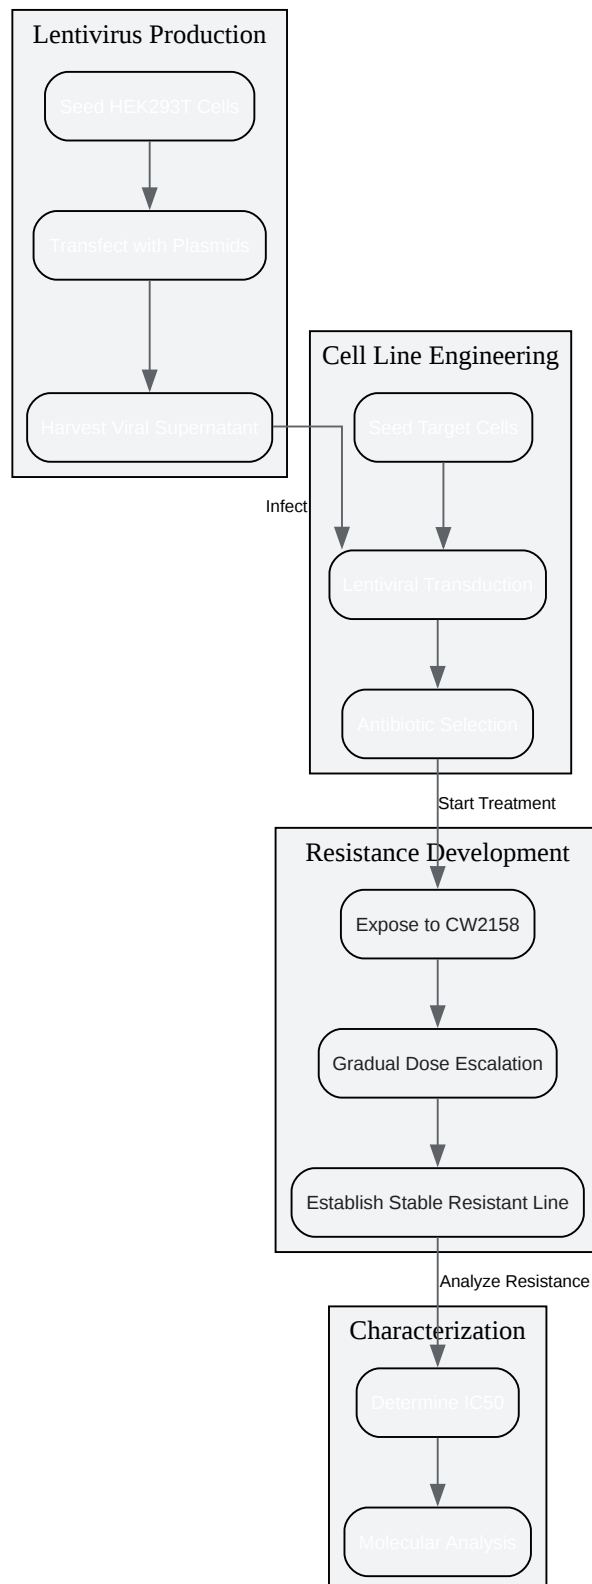 Lentivirus Production
Seed HEK293T Cells
Transfect with Plasmids
Harvest Viral Supernatant
Infect
Cell Line Engineering
Seed Target Cells
Lentiviral Transduction
Antibiotic Selection
Start Treatment
Resistance Development
Expose to CW2158
Gradual Dose Escalation
Establish Stable Resistant Line
Analyze Resistance
Characterization
Determine IC50
Molecular Analysis